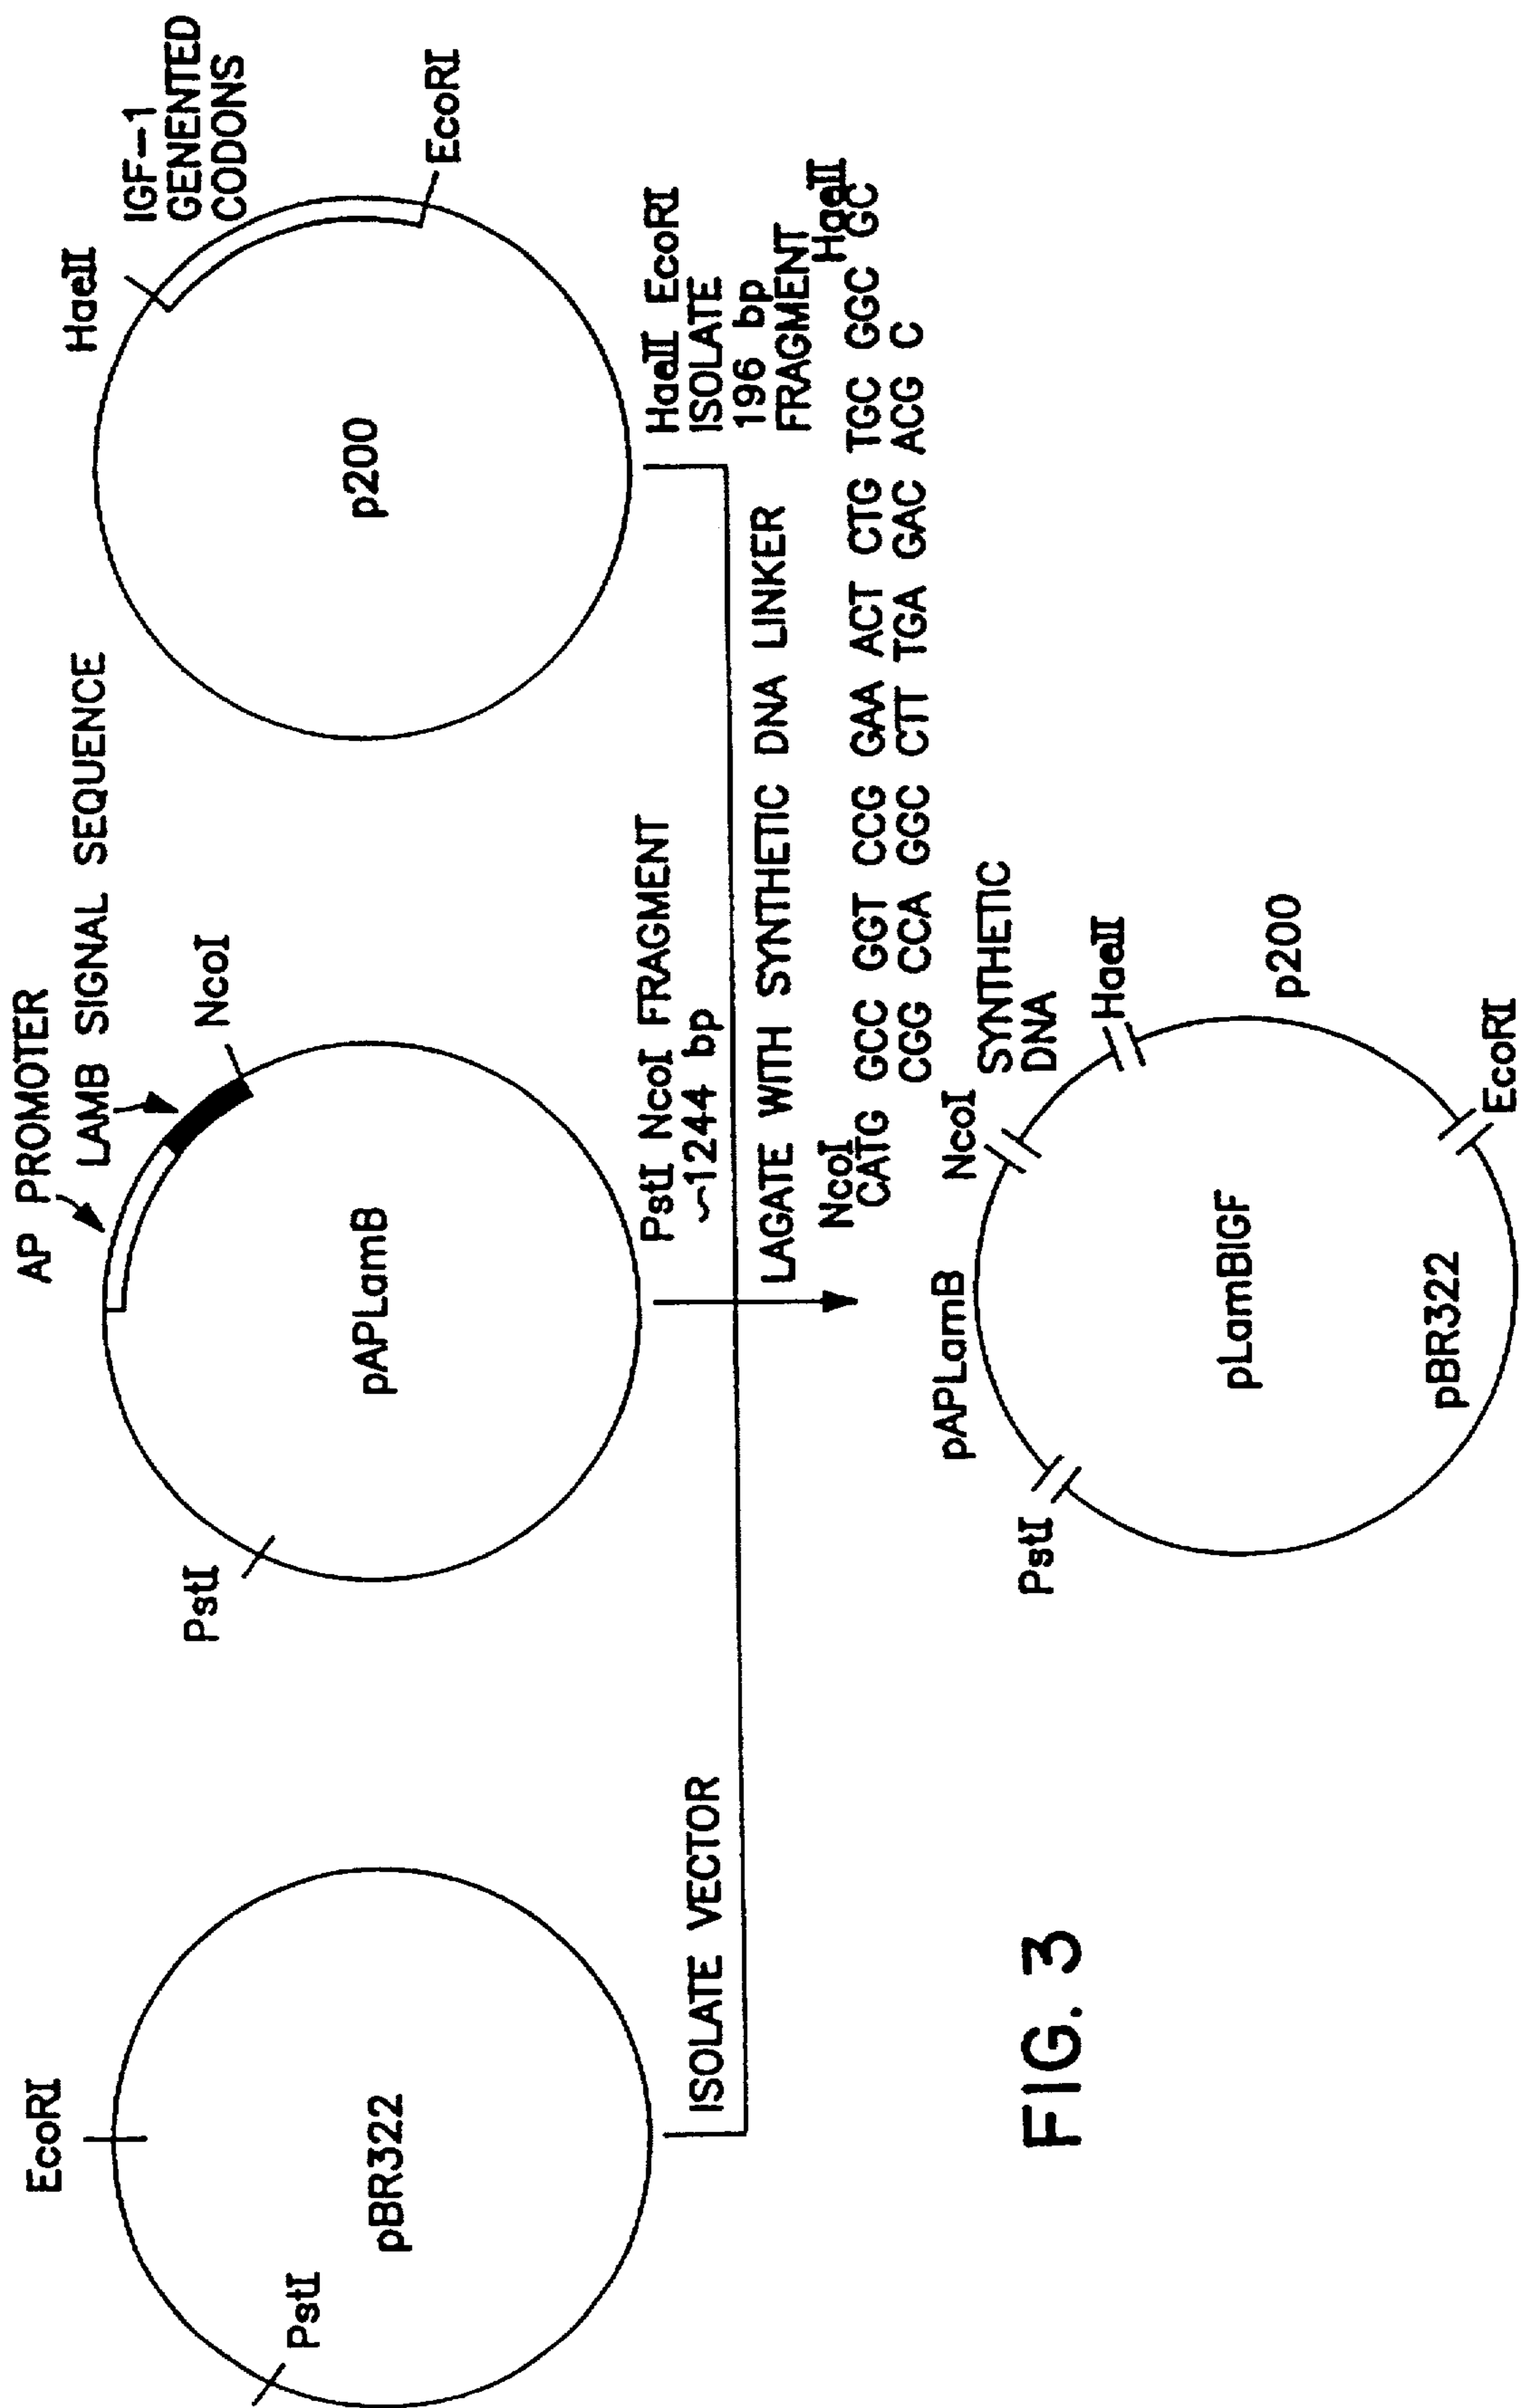 EcoRI
PstI
pBR322
ISOLATE VECTOR
AP PROMOTER
LAMB SIGNAL SEQUENCE
NcoI
PstI
pAPLamB
PstI NcoI FRAGMENT
~1244 bp
HaeII
IGF-1
GENENTED
CODONS
EcoRI
p200
HaeII EcoRI
ISOLATE
196 bp
FRAGMENT
LAGATE WITH SYNTHETIC DNA LINKER
NcoI
HaeII
CATG GCC GGT CCG GAA ACT CTG TGC GGC GC
CGG CCA GGC CTT TGA GAC ACG C
pAPLamB
NcoI
SYNTHETIC
DNA
HaeII
PstI
pLamBIGF
p200
pBR322
EcoRI
FIG. 3